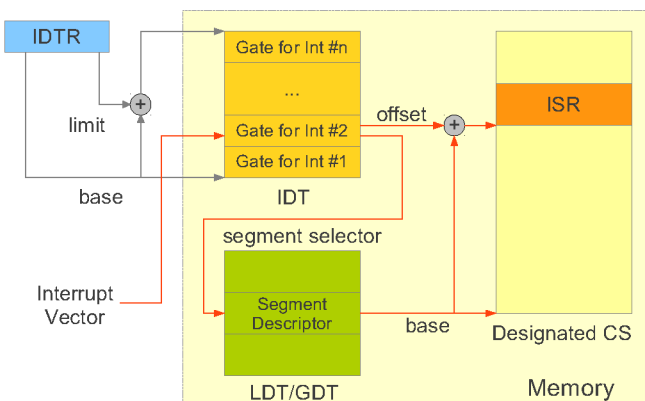 IDTR
limit
base
Interrupt
Vector
Gate for Int #n
...
Gate for Int #2
Gate for Int #1
IDT
offset
+
+
ISR
segment selector
Segment
Descriptor
LDT/GDT
base
Designated CS
Memory